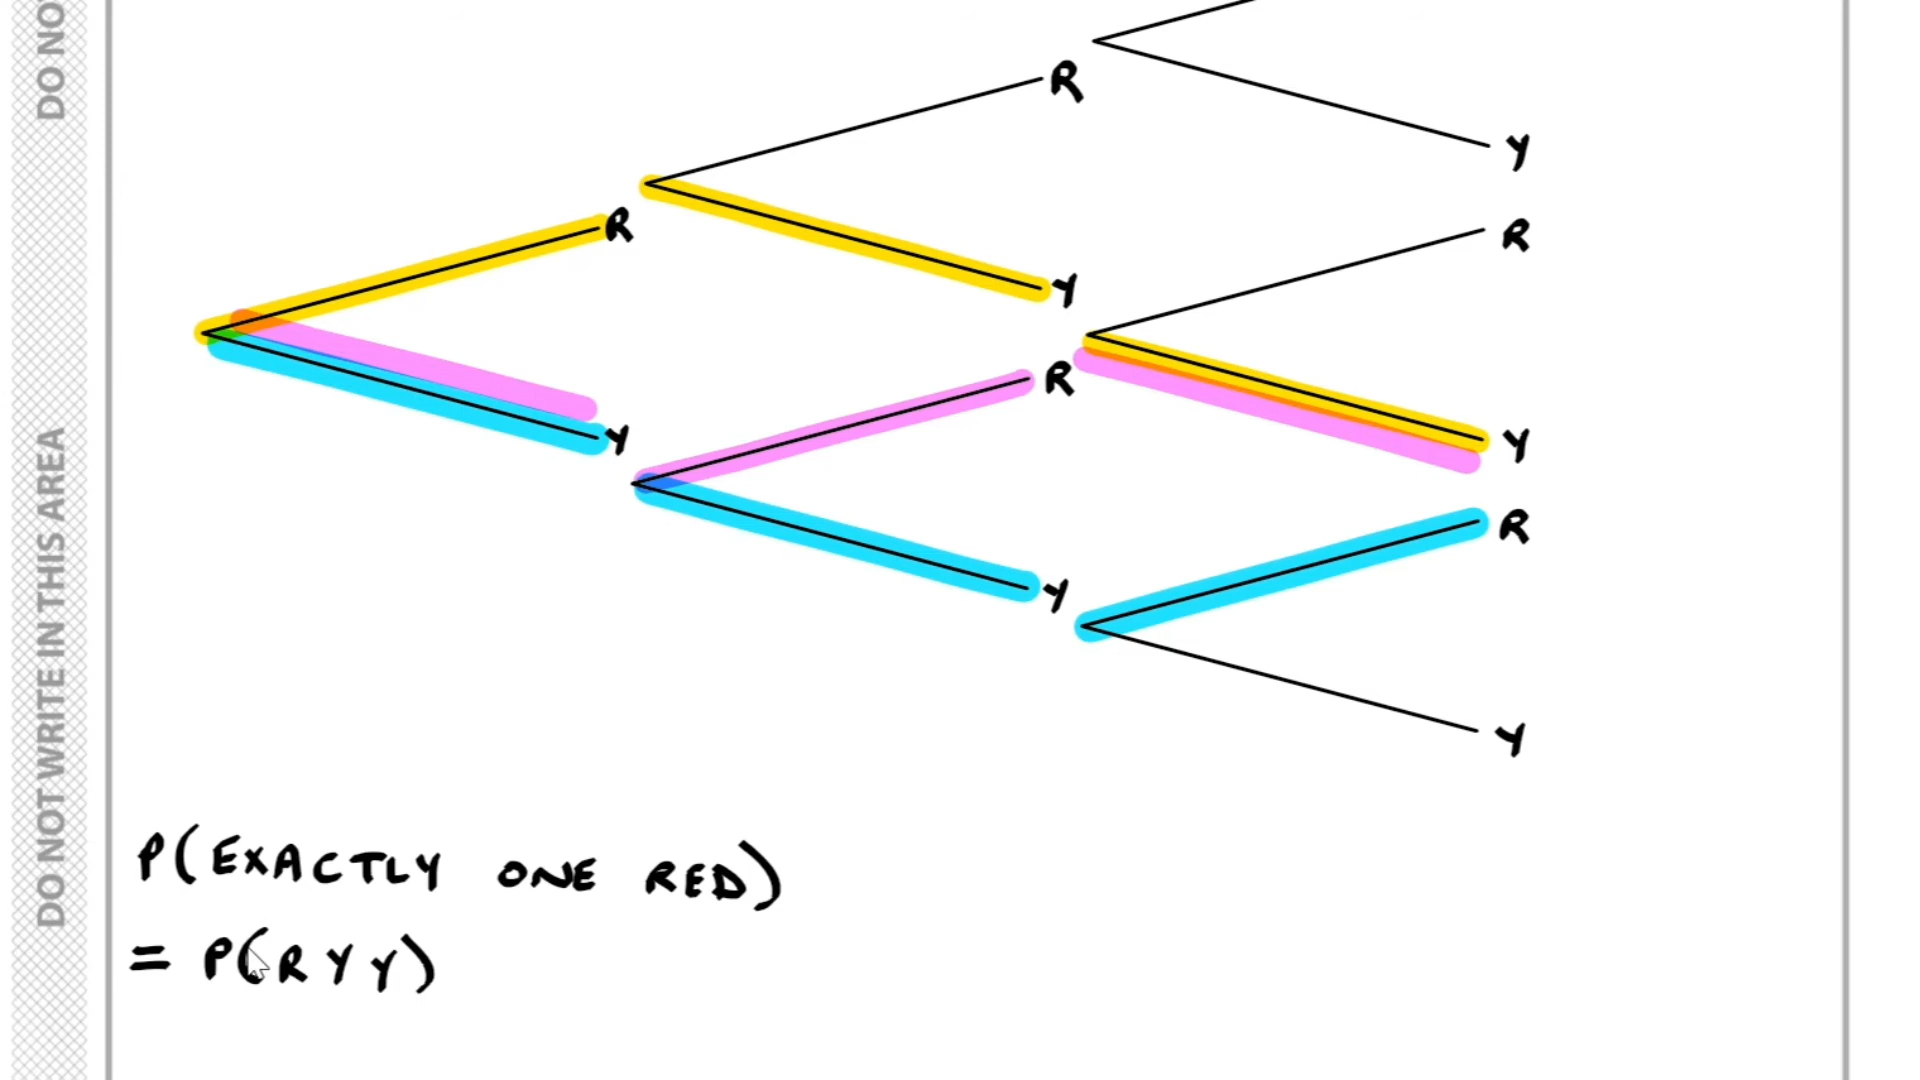 DO NO
DO NOT WRITE IN THIS AREA
R
Y
R
R
Y
R
Y
Y
R
Y
Y
P(EXACTLY ONE RED)
= P(RYY)